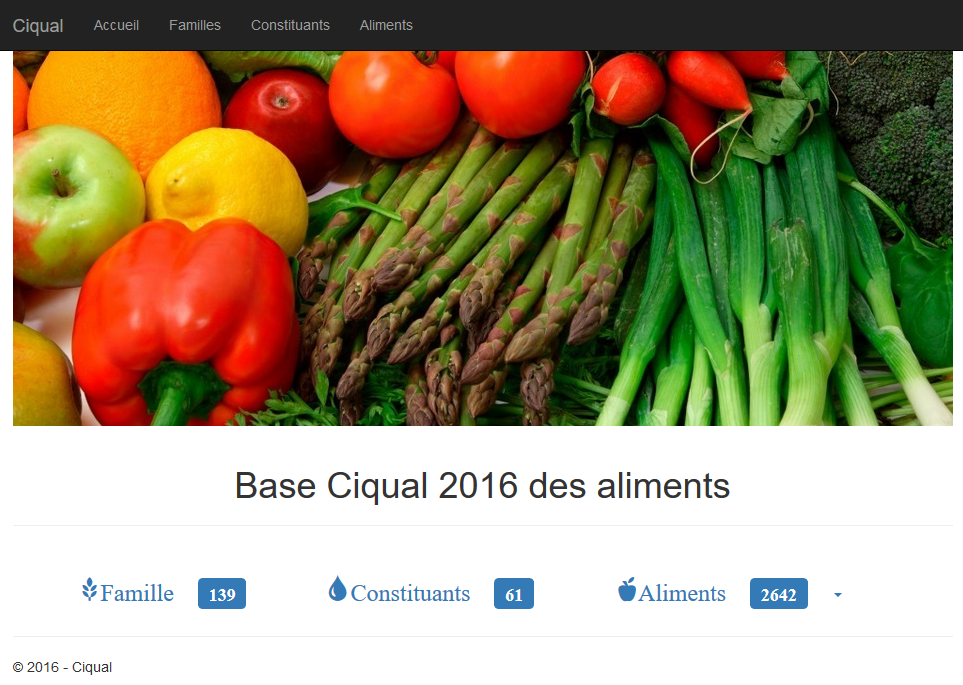 Ciqual Accueil Familles Constituants Aliments
Base Ciqual 2016 des aliments
Famille 139 Constituants 61 Aliments 2642
© 2016 - Ciqual